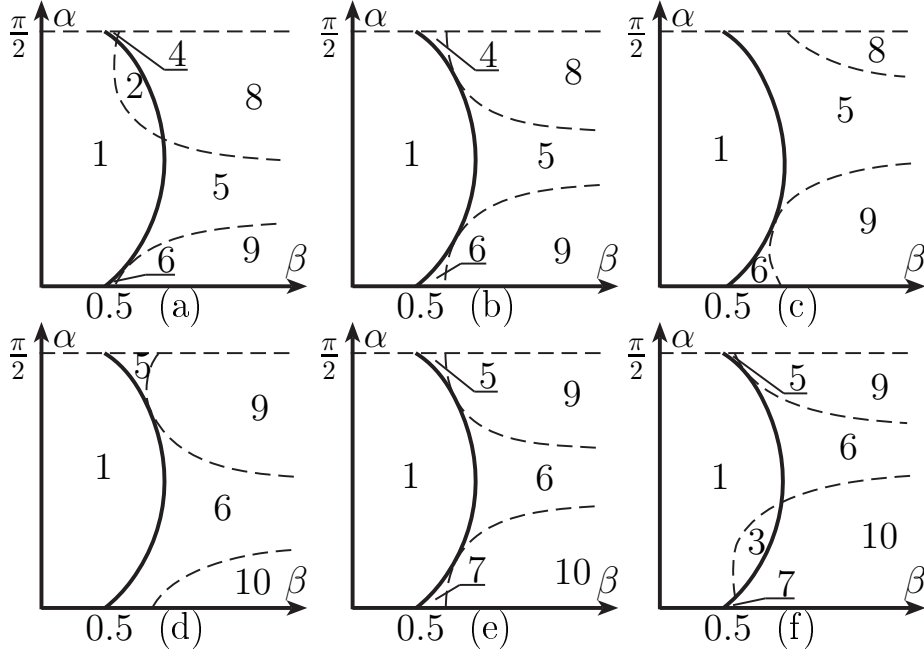 α α α
π/2 π/2 π/2
4 4 8
2 8 8 5
1 1 5 1
5 9
6 9 6 9 6
β β β
0.5 (a) 0.5 (b) 0.5 (c)
α α α
π/2 π/2 π/2
5 5 5
9 9 9
1 1 6 1 6
6 3 10
10 7 10 7
β β β
0.5 (d) 0.5 (e) 0.5 (f)